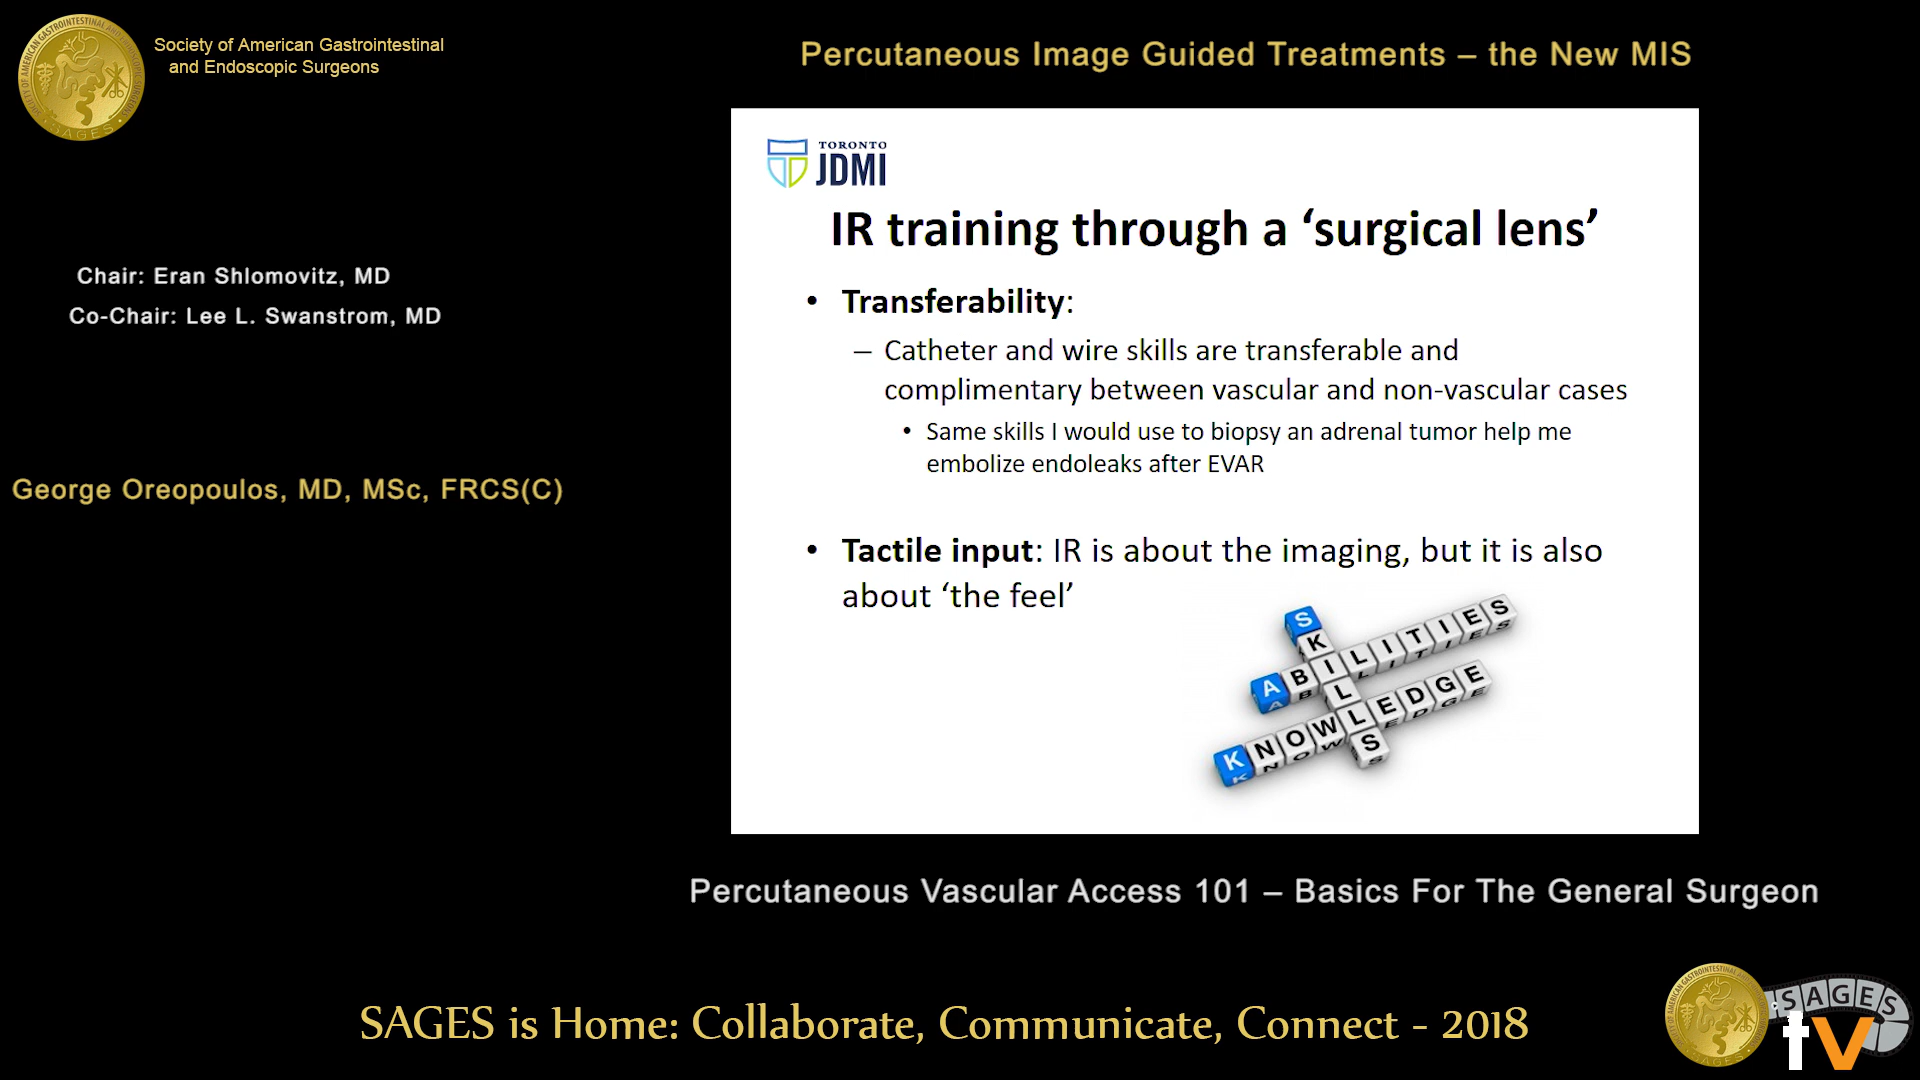 Society of American Gastrointestinal
and Endoscopic Surgeons
Percutaneous Image Guided Treatments – the New MIS
Chair: Eran Shlomovitz, MD
Co-Chair: Lee L. Swanstrom, MD
George Oreopoulos, MD, MSc, FRCS(C)
TORONTO
JDMI
IR training through a ‘surgical lens’
• Transferability:
– Catheter and wire skills are transferable and
complimentary between vascular and non-vascular cases
• Same skills I would use to biopsy an adrenal tumor help me
embolize endoleaks after EVAR
• Tactile input: IR is about the imaging, but it is also
about ‘the feel’
SKILLS
ABILITIES
KNOWLEDGE
Percutaneous Vascular Access 101 – Basics For The General Surgeon
SAGES is Home: Collaborate, Communicate, Connect - 2018
SAGES
tv